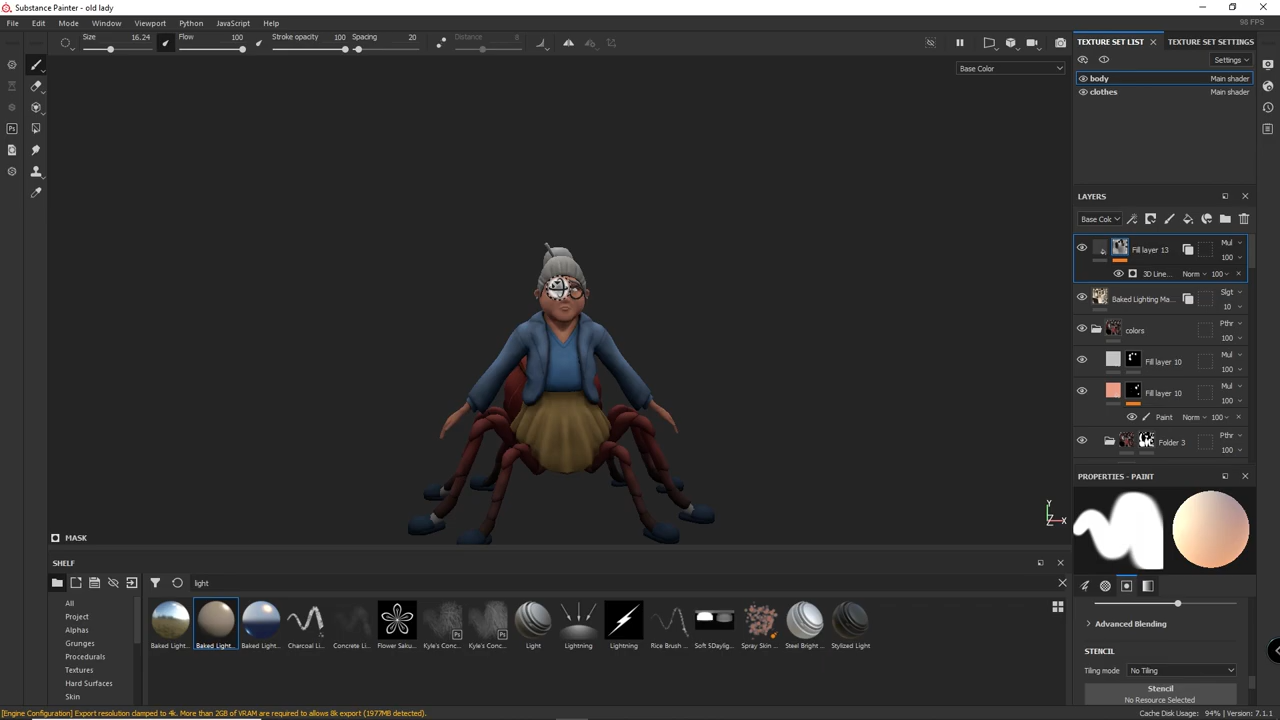 Substance Painter - old lady
File Edit Mode Window Viewport Python JavaScript Help
98 FPS
Size 16.24 Flow 100 Stroke opacity 100 Spacing 20 Distance 8
Base Color
TEXTURE SET LIST TEXTURE SET SETTINGS
Settings
body Main shader
clothes Main shader
LAYERS
Base Colc
Fill layer 13 Mul 100
3D Line... Norm 100
Baked Lighting Ma... Slgt 10
colors Pthr 100
Fill layer 10 Mul 100
Fill layer 10 Mul 100
Paint Norm 100
Folder 3 Pthr 100
PROPERTIES - PAINT
Advanced Blending
STENCIL
Tiling mode No Tiling
Stencil
No Resource Selected
Y
Z X
MASK
SHELF
light
All
Project
Alphas
Grunges
Procedurals
Textures
Hard Surfaces
Skin
Baked Light... Baked Light... Baked Light... Charcoal Li... Concrete Li... Flower Saku... Kyle's Conc... Kyle's Conc... Light Lightning Lightning Rice Brush ... Soft 5Daylig... Spray Skin ... Steel Bright ... Stylized Light
[Engine Configuration] Export resolution clamped to 4k. More than 2GB of VRAM are required to allows 8k export (1977MB detected).
Cache Disk Usage: 94% | Version: 7.1.1